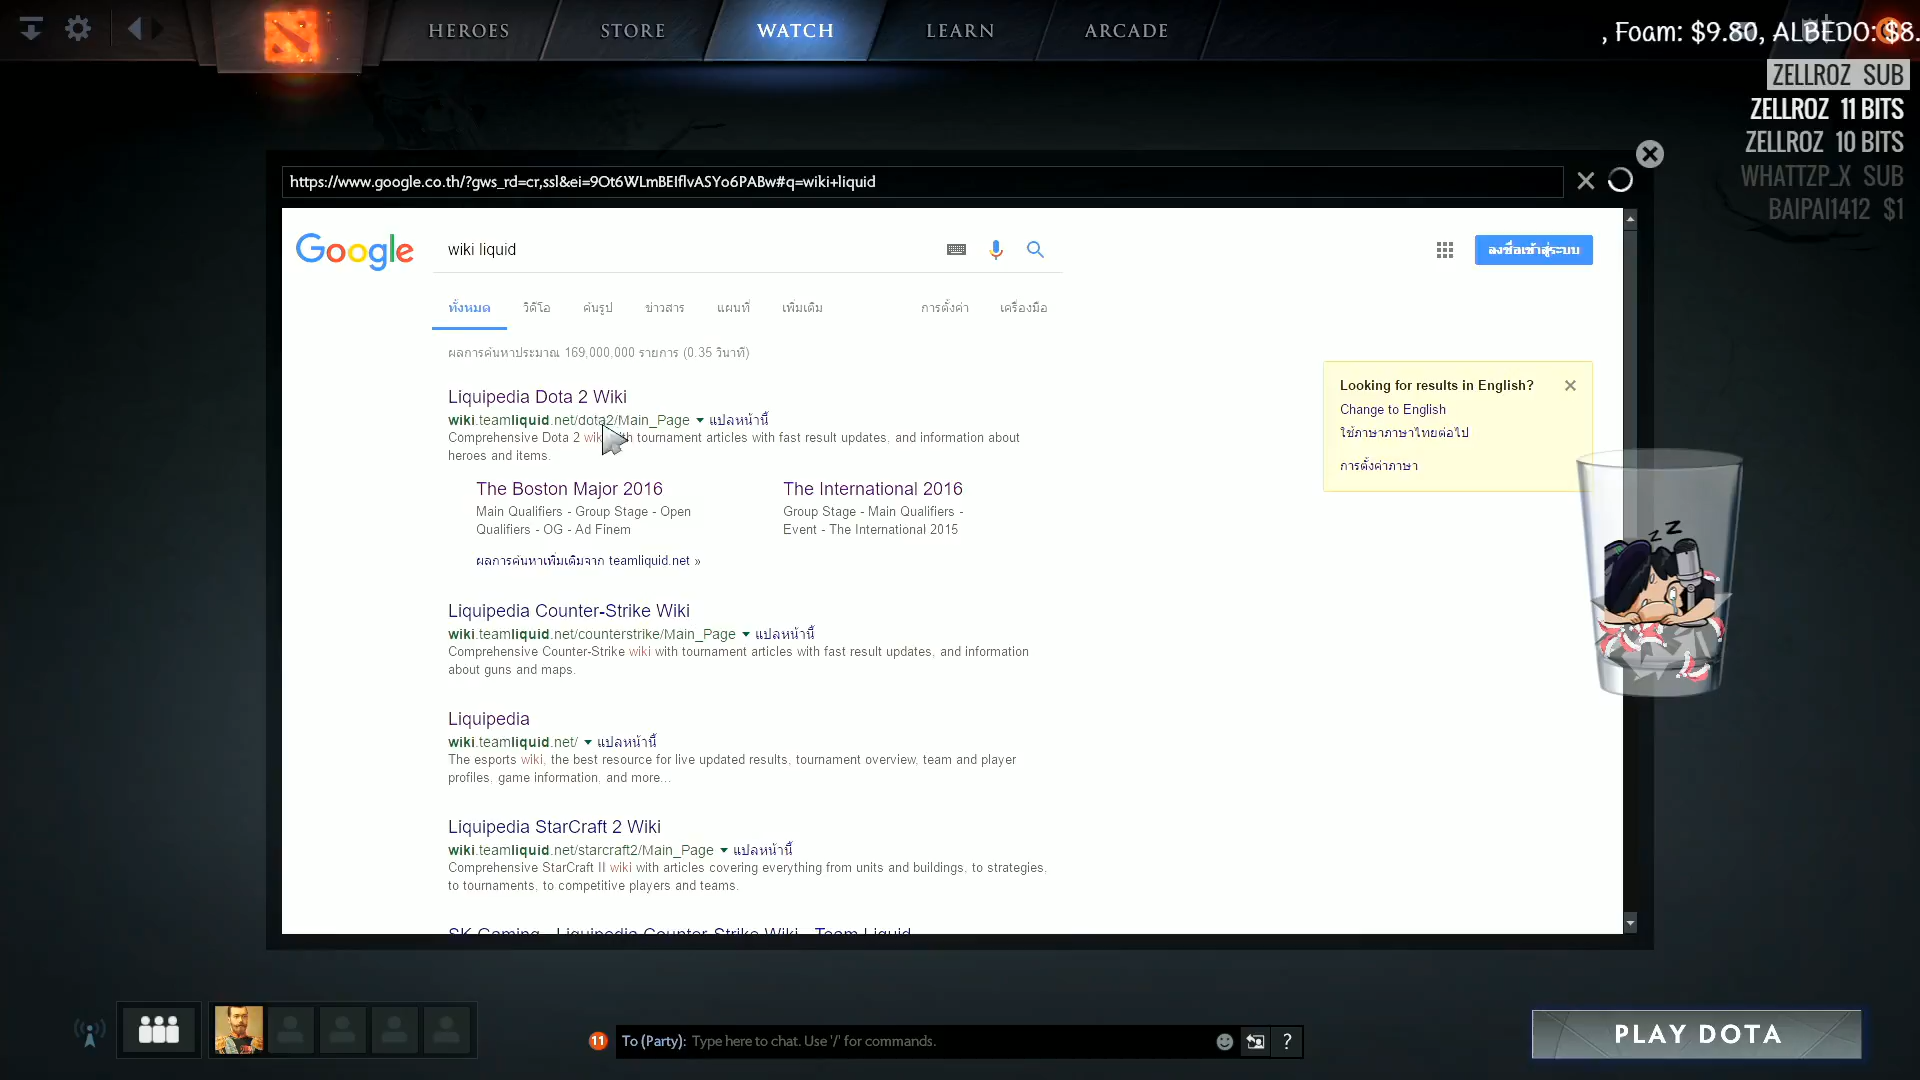 HEROES
STORE
WATCH
LEARN
ARCADE
, Foam: $9.80, ALBEDO: $8.
ZELLROZ SUB
ZELLROZ 11 BITS
ZELLROZ 10 BITS
WHATTZP_X SUB
BAIPAI1412 $1
https://www.google.co.th/?gws_rd=cr,ssl&ei=9Ot6WLmBEIflvASYo6PABw#q=wiki+liquid
Google
wiki liquid
ลงชื่อเข้าสู่ระบบ
ทั้งหมด วิดีโอ ค้นรูป ข่าวสาร แผนที่ เพิ่มเติม การตั้งค่า เครื่องมือ
ผลการค้นหาประมาณ 169,000,000 รายการ (0.35 วินาที)
Liquipedia Dota 2 Wiki
wiki.teamliquid.net/dota2/Main_Page แปลหน้านี้
Comprehensive Dota 2 wiki with tournament articles with fast result updates, and information about
heroes and items.
The Boston Major 2016
Main Qualifiers - Group Stage - Open
Qualifiers - OG - Ad Finem
The International 2016
Group Stage - Main Qualifiers -
Event - The International 2015
ผลการค้นหาเพิ่มเติมจาก teamliquid.net »
Liquipedia Counter-Strike Wiki
wiki.teamliquid.net/counterstrike/Main_Page แปลหน้านี้
Comprehensive Counter-Strike wiki with tournament articles with fast result updates, and information
about guns and maps.
Liquipedia
wiki.teamliquid.net/ แปลหน้านี้
The esports wiki, the best resource for live updated results, tournament overview, team and player
profiles, game information, and more...
Liquipedia StarCraft 2 Wiki
wiki.teamliquid.net/starcraft2/Main_Page แปลหน้านี้
Comprehensive StarCraft II wiki with articles covering everything from units and buildings, to strategies,
to tournaments, to competitive players and teams.
SK Gaming - Liquipedia Counter-Strike Wiki - Team Liquid
Looking for results in English?
Change to English
ใช้ภาษาภาษาไทยต่อไป
การตั้งค่าภาษา
z z
11
To (Party): Type here to chat. Use '/' for commands.
?
PLAY DOTA